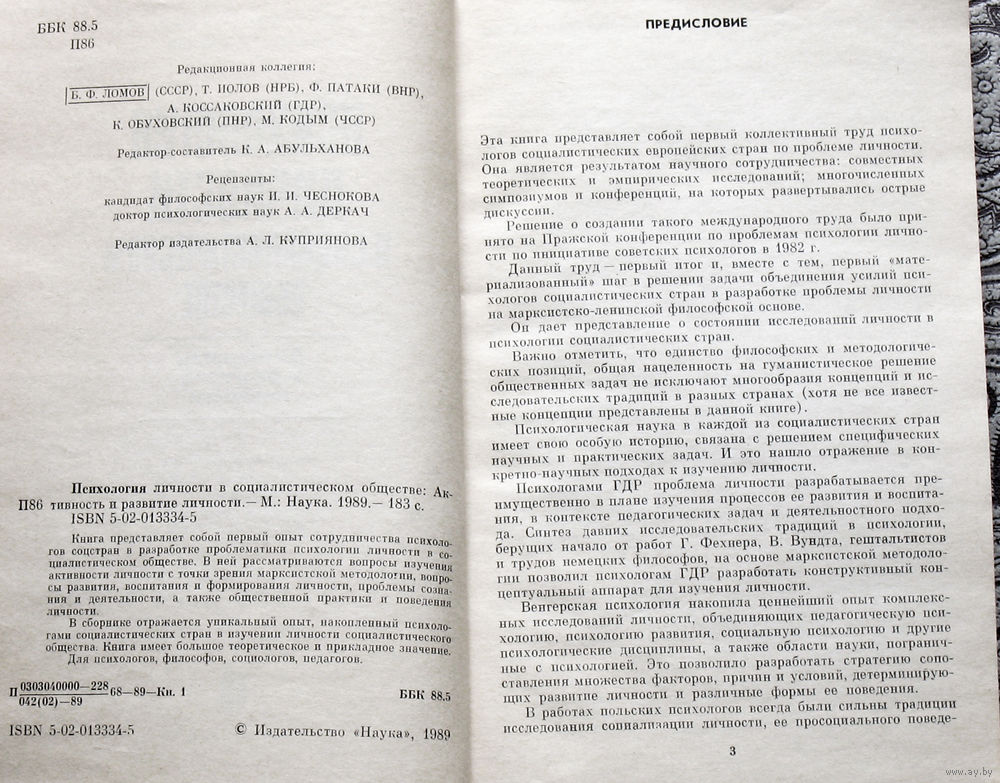 ББК 88.5
П86
Редакционная коллегия:
Б. Ф. ЛОМОВ (СССР), Т. ИОЛОВ (НРБ), Ф. ПАТАКИ (ВНР),
А. КОССАКОВСКИЙ (ГДР),
К. ОБУХОВСКИЙ (ПНР), М. КОДЫМ (ЧССР)
Редактор-составитель К. А. АБУЛЬХАНОВА
Рецензенты:
кандидат философских наук И. И. ЧЕСНОКОВА
доктор психологических наук А. А. ДЕРКАЧ
Редактор издательства А. Л. КУПРИЯНОВА
Психология личности в социалистическом обществе: Ак-
П86 тивность и развитие личности.— М.: Наука. 1989.— 183 с.
ISBN 5-02-013334-5
Книга представляет собой первый опыт сотрудничества психоло-
гов соцстран в разработке проблематики психологии личности в со-
циалистическом обществе. В ней рассматриваются вопросы изучения
активности личности с точки зрения марксистской методологии, вопро-
сы развития, воспитания и формирования личности, проблемы созна-
ния и деятельности, а также общественной практики и поведения
личности.
В сборнике отражается уникальный опыт, накопленный психоло-
гами социалистических стран в изучении личности социалистического
общества. Книга имеет большое теоретическое и прикладное значение.
Для психологов, философов, социологов, педагогов.
П 0303040000—228
042(02)—89 68—89—Кн. 1
ББК 88.5
ISBN 5-02-013334-5
© Издательство «Наука», 1989
ПРЕДИСЛОВИЕ
Эта книга представляет собой первый коллективный труд психо-
логов социалистических европейских стран по проблеме личности.
Она является результатом научного сотрудничества: совместных
теоретических и эмпирических исследований; многочисленных
симпозиумов и конференций, на которых развертывались острые
дискуссии.
Решение о создании такого международного труда было при-
нято на Пражской конференции по проблемам психологии лично-
сти по инициативе советских психологов в 1982 г.
Данный труд — первый итог и, вместе с тем, первый «мате-
риализованный» шаг в решении задачи объединения усилий пси-
хологов социалистических стран в разработке проблемы личности
на марксистско-ленинской философской основе.
Он дает представление о состоянии исследований личности в
психологии социалистических стран.
Важно отметить, что единство философских и методологиче-
ских позиций, общая нацеленность на гуманистическое решение
общественных задач не исключают многообразия концепций и ис-
следовательских традиций в разных странах (хотя не все извест-
ные концепции представлены в данной книге).
Психологическая наука в каждой из социалистических стран
имеет свою особую историю, связана с решением специфических
научных и практических задач. И это нашло отражение в кон-
кретно-научных подходах к изучению личности.
Психологами ГДР проблема личности разрабатывается пре-
имущественно в плане изучения процессов ее развития и воспита-
ния, в контексте педагогических задач и деятельностного подхо-
да. Синтез давних исследовательских традиций в психологии,
берущих начало от работ Г. Фехнера, В. Вундта, гештальтистов
и трудов немецких философов, на основе марксистской методоло-
гии позволил психологам ГДР разработать конструктивный кон-
цептуальный аппарат для изучения личности.
Венгерская психология накопила ценнейший опыт комплекс-
ных исследований личности, объединяющих педагогическую пси-
хологию, психологию развития, социальную психологию и другие
психологические дисциплины, а также области науки, погранич-
ные с психологией. Это позволило разработать стратегию сопо-
ставления множества факторов, причин и условий, детерминирую-
щих развитие личности и различные формы ее поведения.
В работах польских психологов всегда были сильны традиции
исследования социализации личности, ее просоциального поведе-
3
www.ay.by